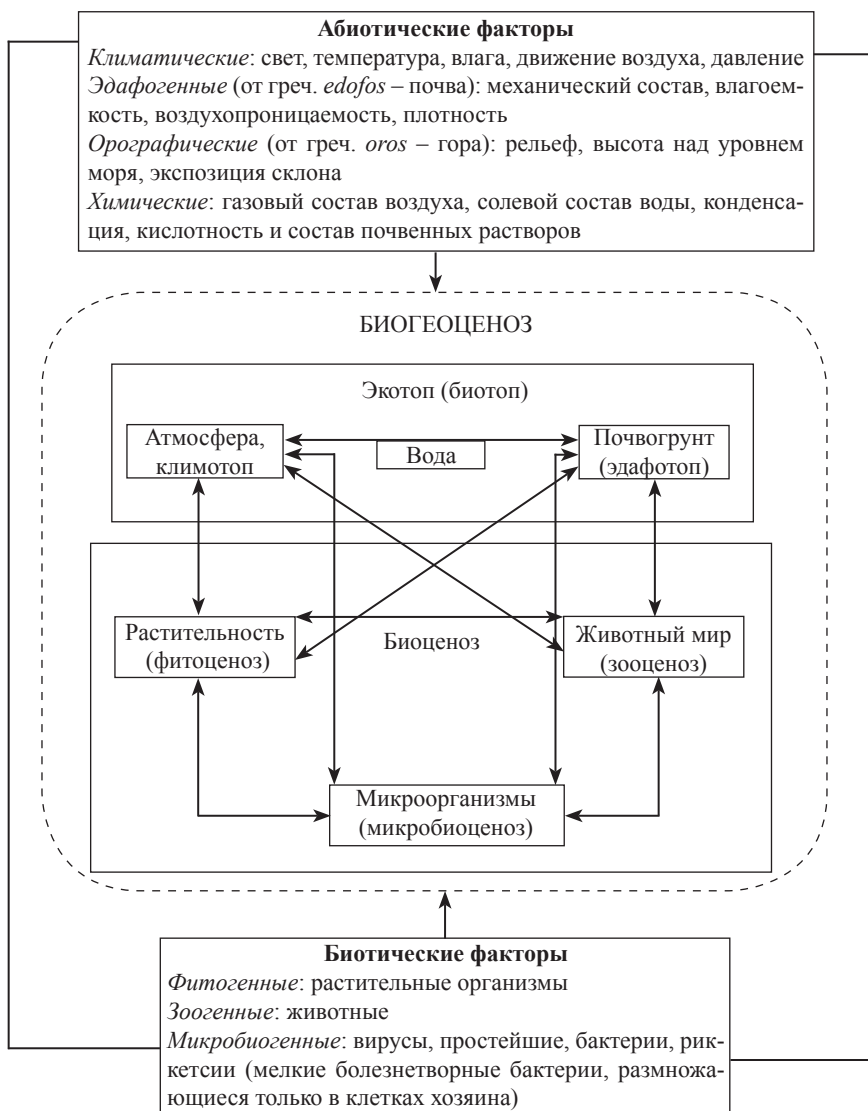 Абиотические факторы
Климатические: свет, температура, влага, движение воздуха, давление
Эдафогенные (от греч. edofos – почва): механический состав, влагоем-
кость, воздухопроницаемость, плотность
Орографические (от греч. oros – гора): рельеф, высота над уровнем
моря, экспозиция склона
Химические: газовый состав воздуха, солевой состав воды, конденса-
ция, кислотность и состав почвенных растворов
БИОГЕОЦЕНОЗ
Экотоп (биотоп)
Атмосфера,
климотоп
Вода
Почвогрунт
(эдафотоп)
Растительность
(фитоценоз)
Биоценоз
Животный мир
(зооценоз)
Микроорганизмы
(микробиоценоз)
Биотические факторы
Фитогенные: растительные организмы
Зоогенные: животные
Микробиогенные: вирусы, простейшие, бактерии, рик-
кетсии (мелкие болезнетворные бактерии, размножа-
ющиеся только в клетках хозяина)